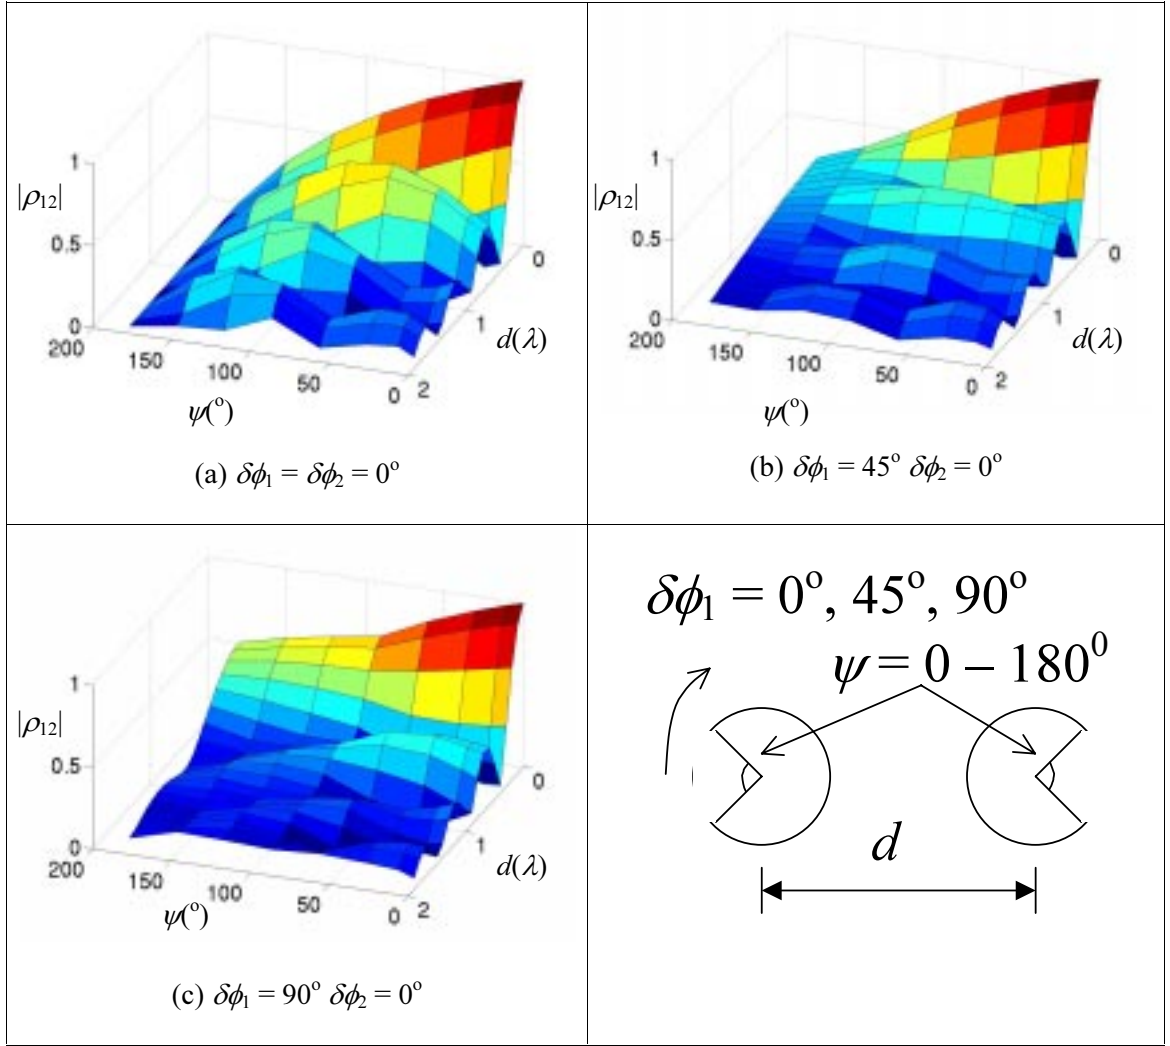 1
|ρ₁₂|
0.5
0
200
150
100
50
0
2
1
0
d(λ)
ψ(°)
(a) δϕ₁ = δϕ₂ = 0°
1
|ρ₁₂|
0.5
0
200
150
100
50
0
2
1
0
d(λ)
ψ(°)
(b) δϕ₁ = 45° δϕ₂ = 0°
1
|ρ₁₂|
0.5
0
200
150
100
50
0
2
1
0
d(λ)
ψ(°)
(c) δϕ₁ = 90° δϕ₂ = 0°
δϕ₁ = 0°, 45°, 90°
ψ = 0 – 180⁰
d